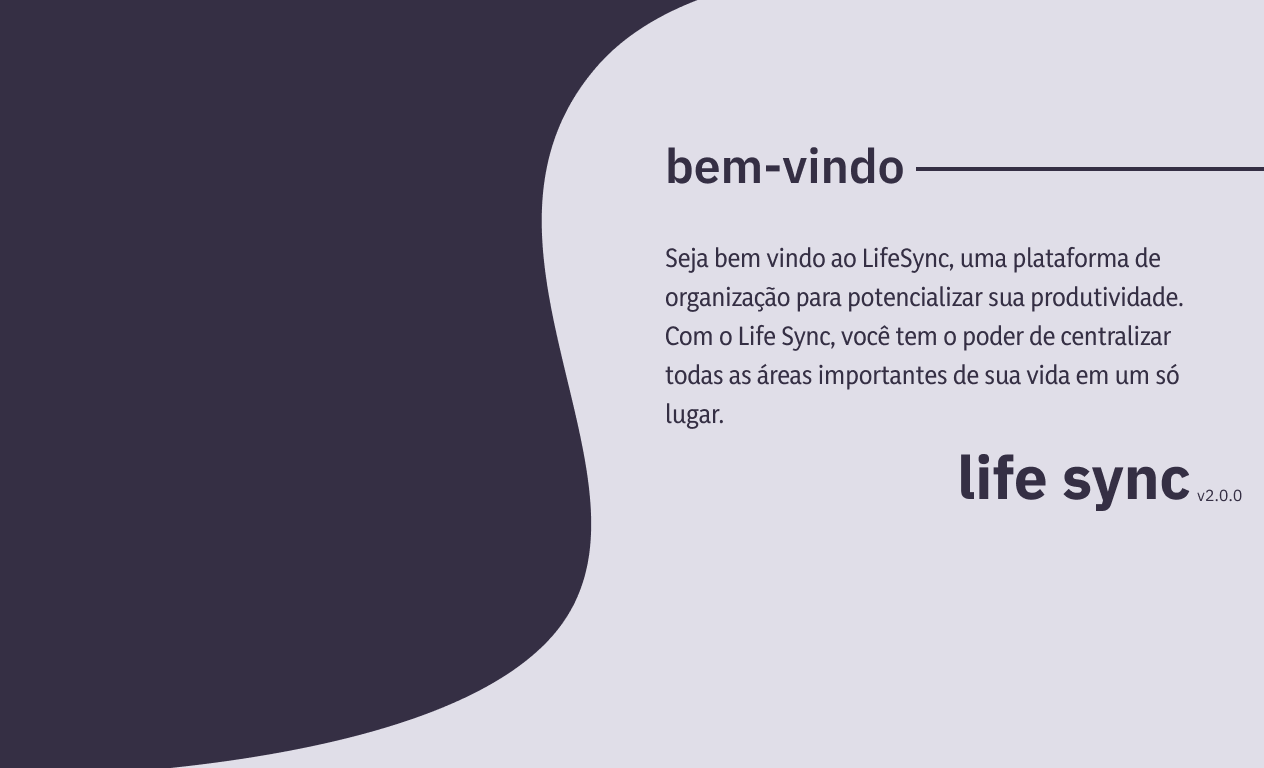 bem-vindo
Seja bem vindo ao LifeSync, uma plataforma de
organização para potencializar sua produtividade.
Com o Life Sync, você tem o poder de centralizar
todas as áreas importantes de sua vida em um só
lugar.
life sync v2.0.0